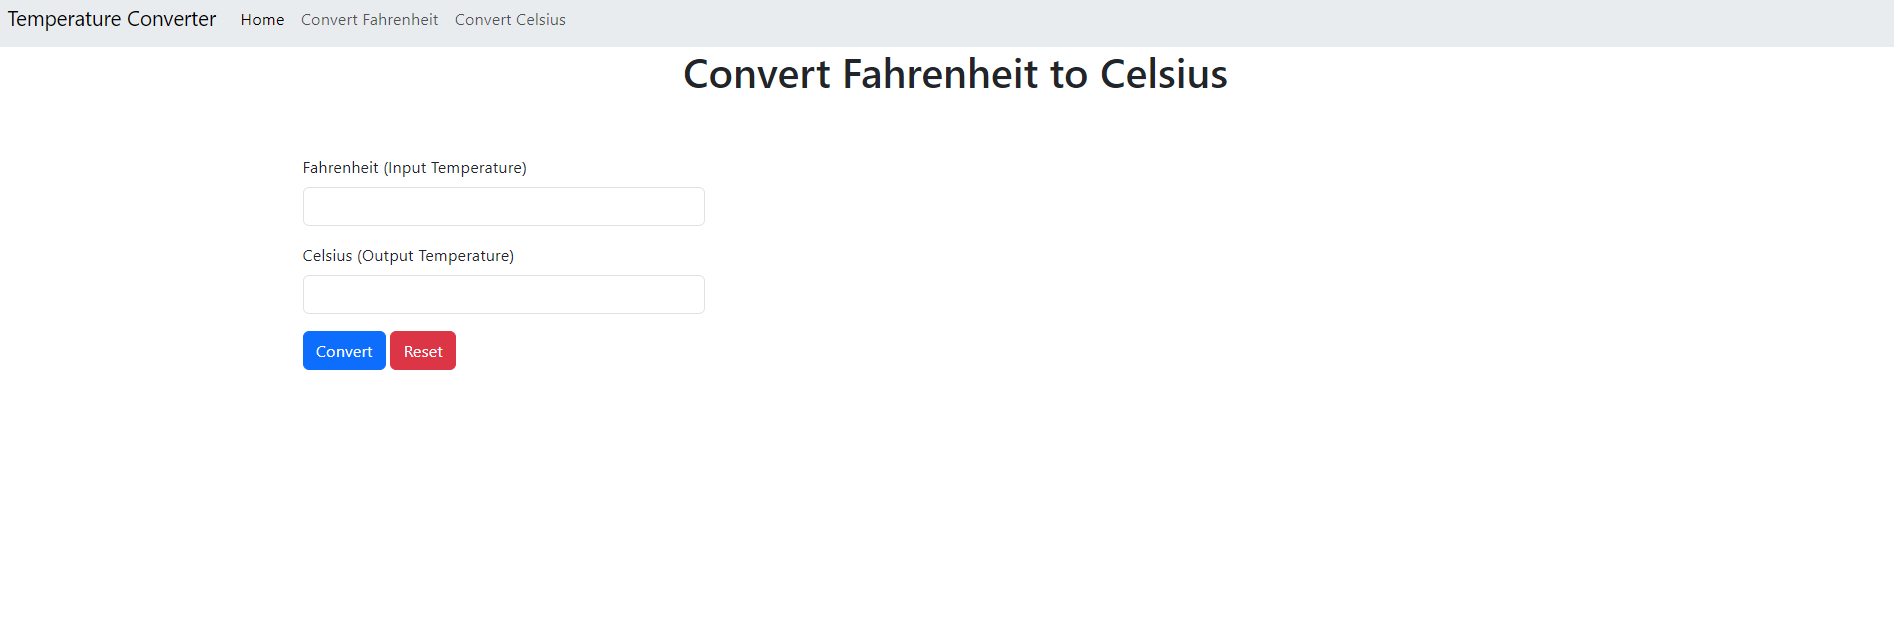 Temperature Converter Home Convert Fahrenheit Convert Celsius
Convert Fahrenheit to Celsius
Fahrenheit (Input Temperature)
Celsius (Output Temperature)
Convert Reset